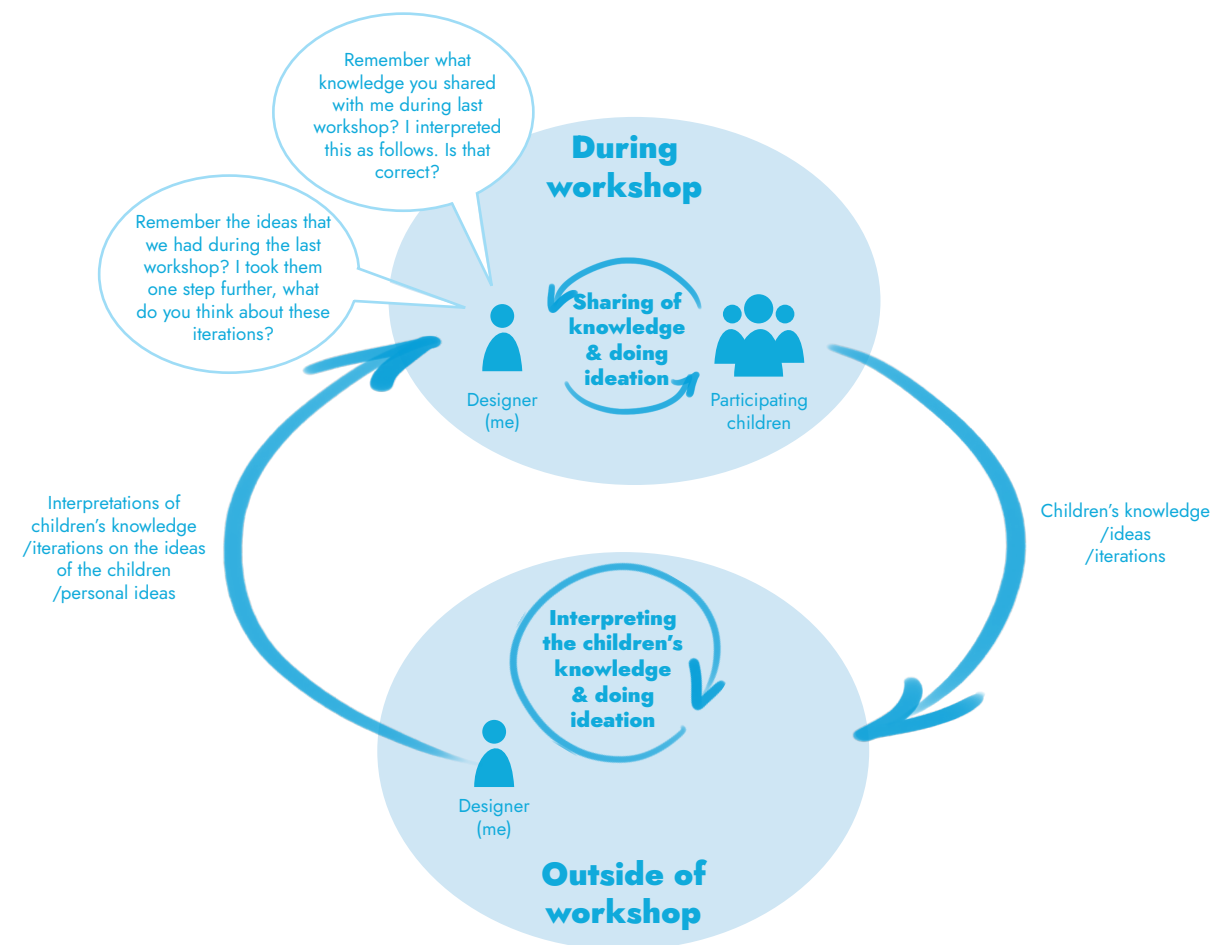 Remember what
knowledge you shared
with me during last
workshop? I interpreted
this as follows. Is that
correct?
Remember the ideas that
we had during the last
workshop? I took them
one step further, what
do you think about these
iterations?
During
workshop
Sharing of
knowledge
& doing
ideation
Designer
(me)
Participating
children
Interpretations of
children's knowledge
/iterations on the ideas
of the children
/personal ideas
Children's knowledge
/ideas
/iterations
Interpreting
the children's
knowledge
& doing
ideation
Designer
(me)
Outside of
workshop